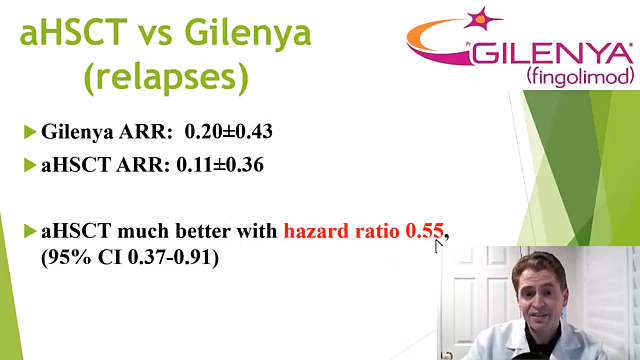 aHSCT vs Gilenya
(relapses)
GILENYA®
(fingolimod)
Gilenya ARR: 0.20±0.43
aHSCT ARR: 0.11±0.36
aHSCT much better with hazard ratio 0.55,
(95% CI 0.37-0.91)